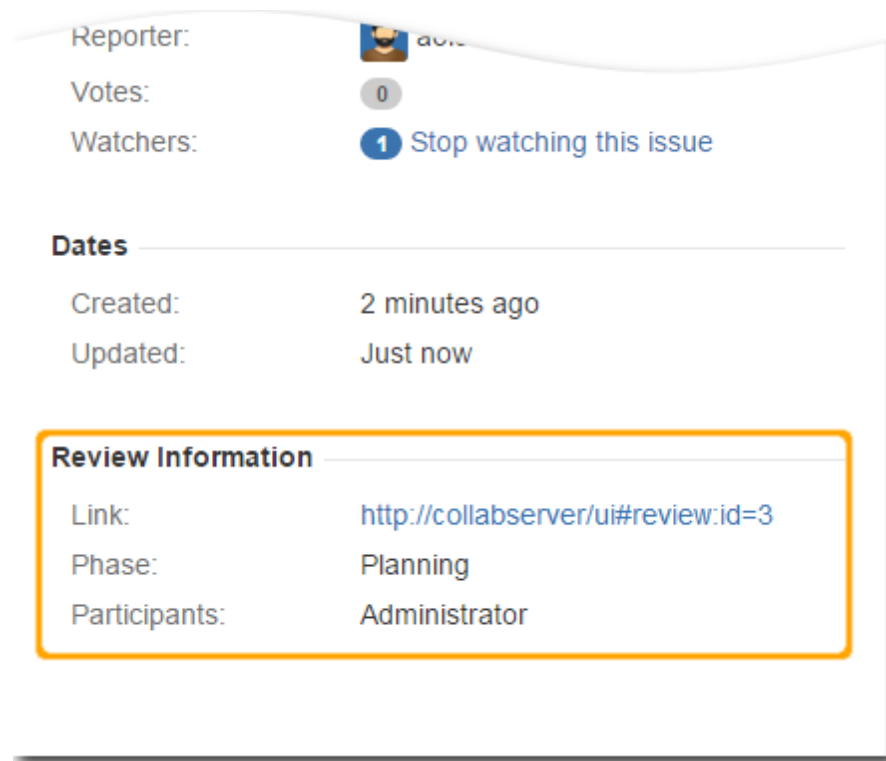 Reporter:
Votes: 0
Watchers: 1 Stop watching this issue
Dates
Created: 2 minutes ago
Updated: Just now
Review Information
Link: http://collabserver/ui#review:id=3
Phase: Planning
Participants: Administrator